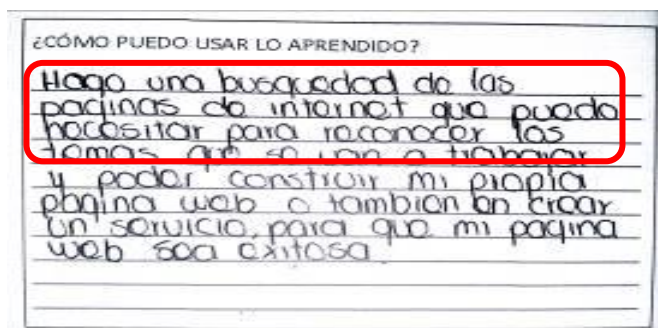 ¿CÓMO PUEDO USAR LO APRENDIDO?
Hago una busquedad de las
paginas de internet que pueda
necesitar para reconocer los
temas que se van a trabajar
y poder construir mi propia
pagina web o tambien en crear
un servicio, para que mi pagina
web sea exitosa